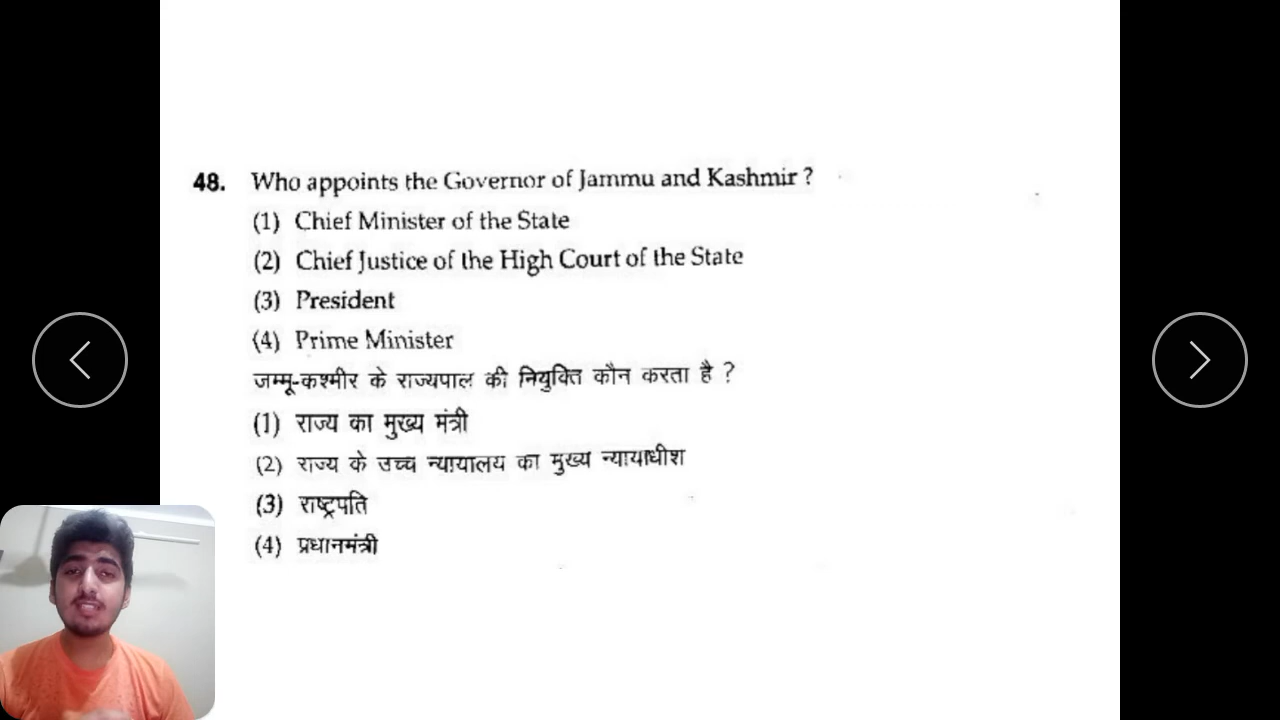 48. Who appoints the Governor of Jammu and Kashmir ?
(1) Chief Minister of the State
(2) Chief Justice of the High Court of the State
(3) President
(4) Prime Minister
जम्मू-कश्मीर के राज्यपाल की नियुक्ति कौन करता है ?
(1) राज्य का मुख्य मंत्री
(2) राज्य के उच्च न्यायालय का मुख्य न्यायाधीश
(3) राष्ट्रपति
(4) प्रधानमंत्री